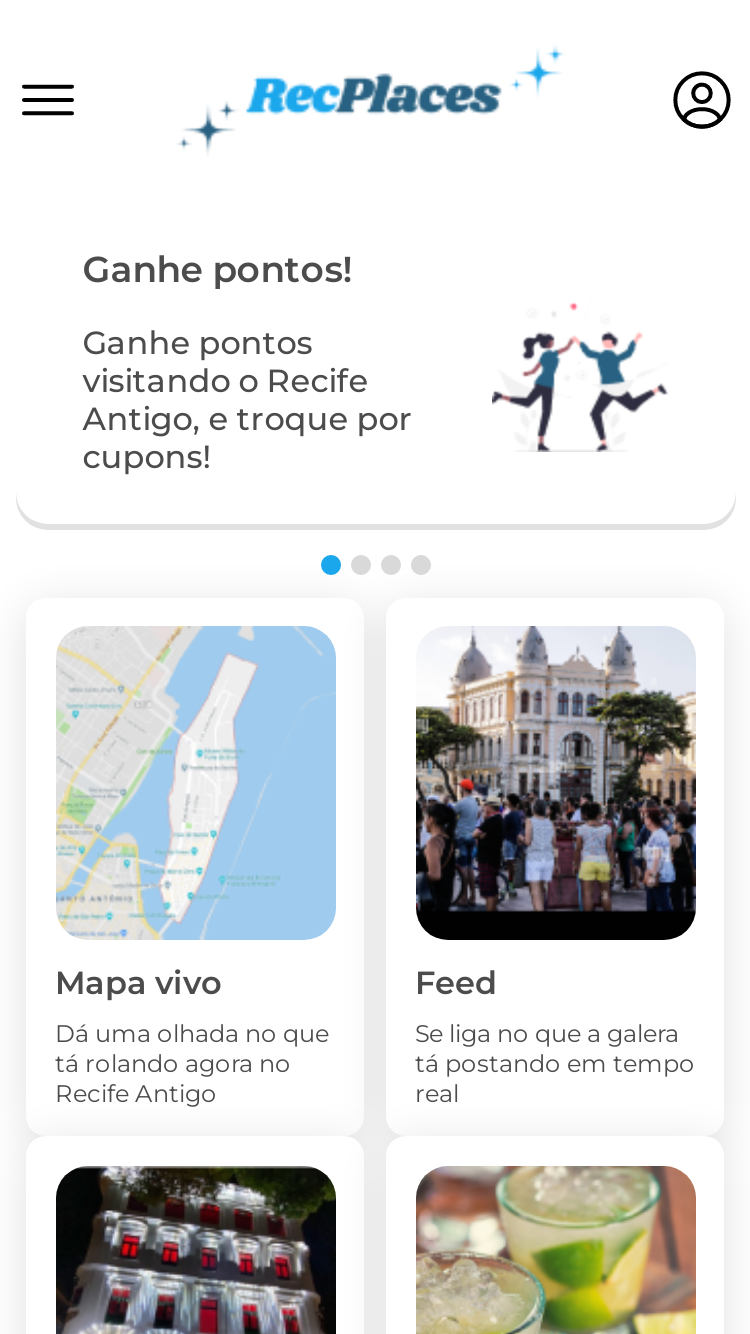 RecPlaces
Ganhe pontos!
Ganhe pontos
visitando o Recife
Antigo, e troque por
cupons!
Mapa vivo
Dá uma olhada no que
tá rolando agora no
Recife Antigo
Feed
Se liga no que a galera
tá postando em tempo
real